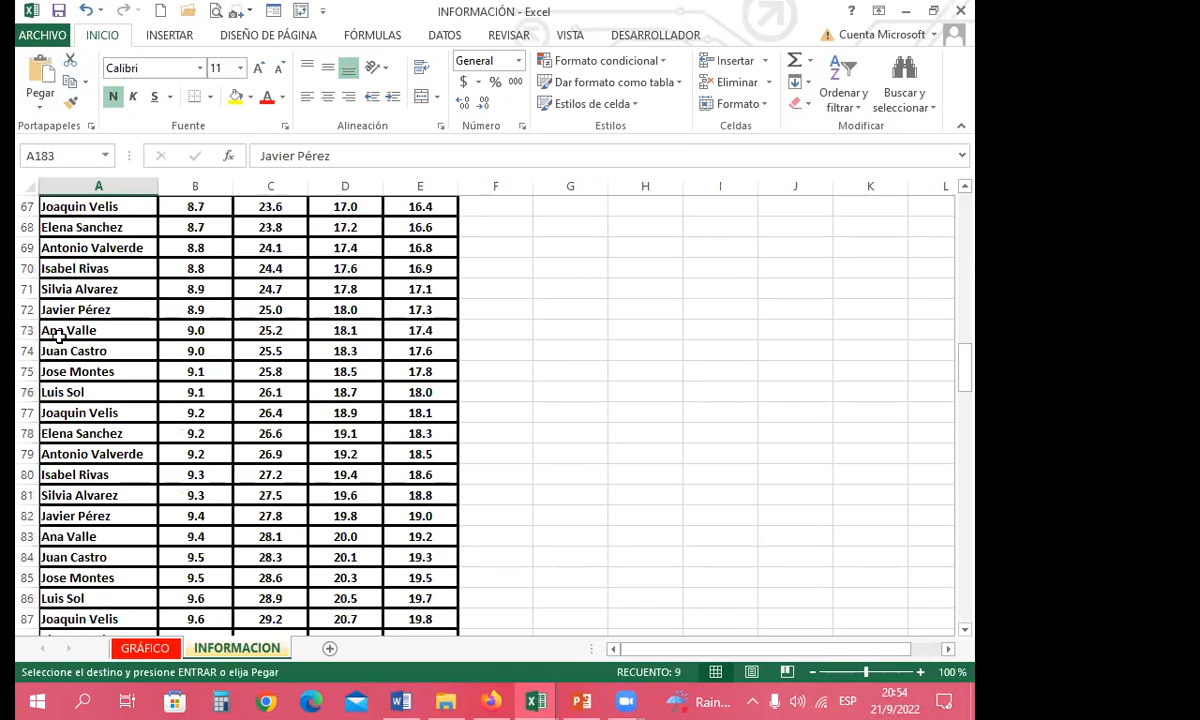 INFORMACIÓN - Excel
?
ARCHIVO INICIO INSERTAR DISEÑO DE PÁGINA FÓRMULAS DATOS REVISAR VISTA DESARROLLADOR Cuenta Microsoft
Pegar
Calibri 11
N K S
General
$ % 000
Formato condicional
Dar formato como tabla
Estilos de celda
Insertar
Eliminar
Formato
Ordenar y filtrar
Buscar y seleccionar
Portapapeles Fuente Alineación Número Estilos Celdas Modificar
A183 fx Javier Pérez
A B C D E F G H I J K L
67 Joaquin Velis 8.7 23.6 17.0 16.4
68 Elena Sanchez 8.7 23.8 17.2 16.6
69 Antonio Valverde 8.8 24.1 17.4 16.8
70 Isabel Rivas 8.8 24.4 17.6 16.9
71 Silvia Alvarez 8.9 24.7 17.8 17.1
72 Javier Pérez 8.9 25.0 18.0 17.3
73 Ana Valle 9.0 25.2 18.1 17.4
74 Juan Castro 9.0 25.5 18.3 17.6
75 Jose Montes 9.1 25.8 18.5 17.8
76 Luis Sol 9.1 26.1 18.7 18.0
77 Joaquin Velis 9.2 26.4 18.9 18.1
78 Elena Sanchez 9.2 26.6 19.1 18.3
79 Antonio Valverde 9.2 26.9 19.2 18.5
80 Isabel Rivas 9.3 27.2 19.4 18.6
81 Silvia Alvarez 9.3 27.5 19.6 18.8
82 Javier Pérez 9.4 27.8 19.8 19.0
83 Ana Valle 9.4 28.1 20.0 19.2
84 Juan Castro 9.5 28.3 20.1 19.3
85 Jose Montes 9.5 28.6 20.3 19.5
86 Luis Sol 9.6 28.9 20.5 19.7
87 Joaquin Velis 9.6 29.2 20.7 19.8
GRÁFICO INFORMACION
Seleccione el destino y presione ENTRAR o elija Pegar RECUENTO: 9 100 %
Rain... ESP 20:54
21/9/2022